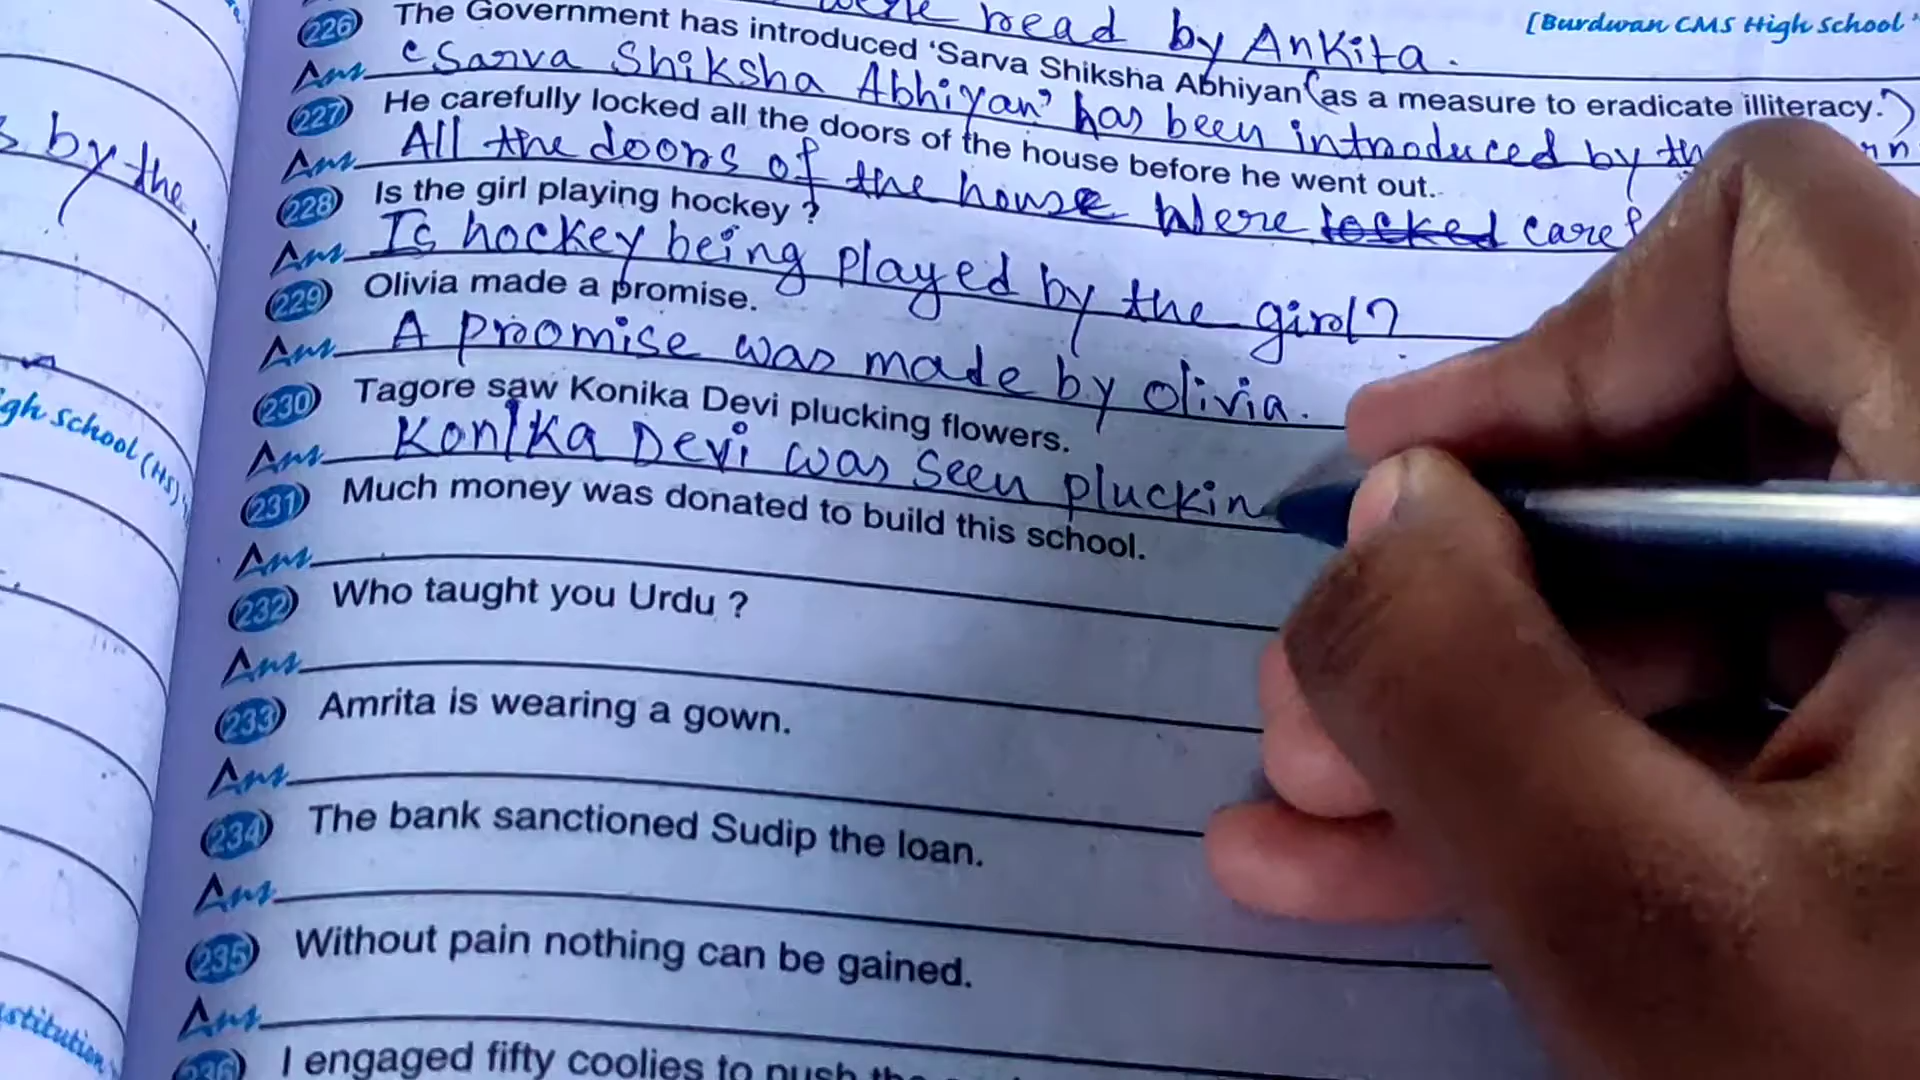 were read by Ankita.
[Burdwan CMS High School
226 The Government has introduced 'Sarva Shiksha Abhiyan (as a measure to eradicate illiteracy.')
Ans. 'Sarva Shiksha Abhiyan' has been introduced by
227 He carefully locked all the doors of the house before he went out.
Ans. All the doors of the house were locked
228 Is the girl playing hockey ?
Ans. Is hockey being played by the girl?
229 Olivia made a promise.
Ans. A promise was made by Olivia.
230 Tagore saw Konika Devi plucking flowers.
Ans. Konika Devi was seen pluckin
231 Much money was donated to build this school.
Ans.
232 Who taught you Urdu ?
Ans.
233 Amrita is wearing a gown.
Ans.
234 The bank sanctioned Sudip the loan.
Ans.
235 Without pain nothing can be gained.
Ans.
236 I engaged fifty coolies to push the
by the
gh School (HS)